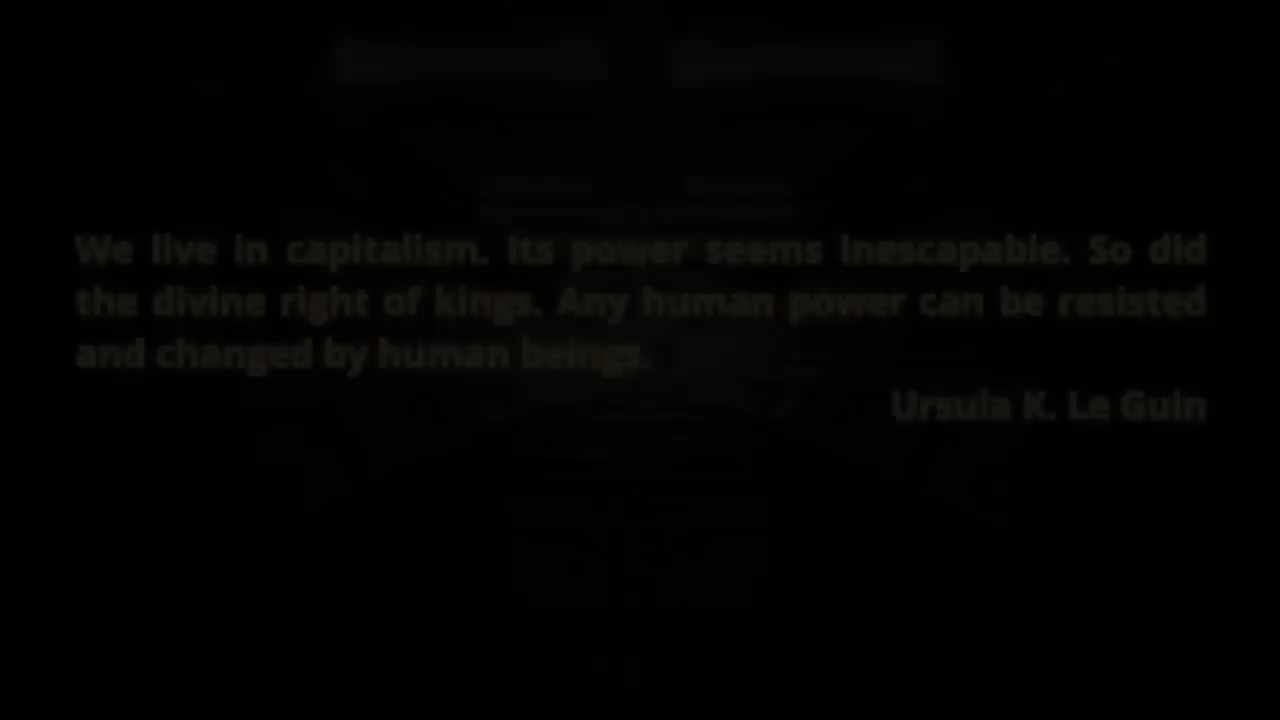 We live in capitalism. Its power seems inescapable. So did
the divine right of kings. Any human power can be resisted
and changed by human beings.
Ursula K. Le Guin